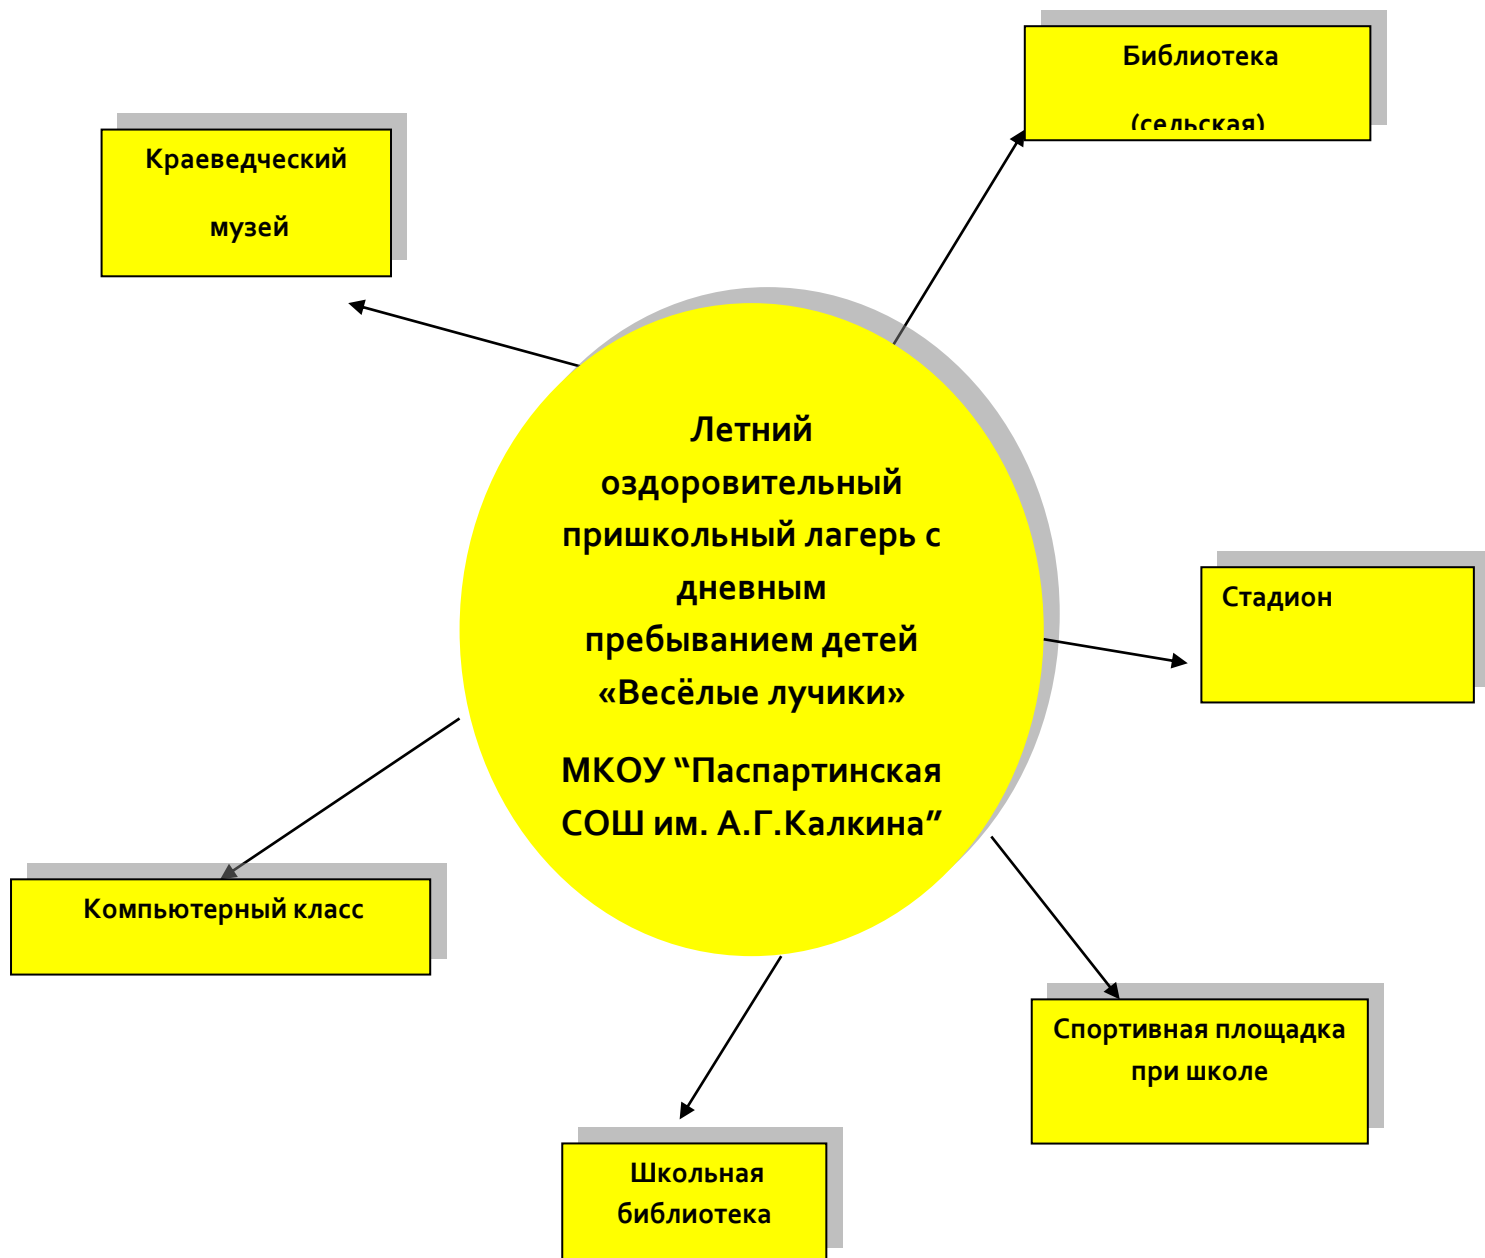 Библиотека
(сельская)
Краеведческий
музей
Летний
оздоровительный
пришкольный лагерь с
дневным
пребыванием детей
«Весёлые лучики»
МКОУ “Паспартинская
СОШ им. А.Г.Калкина”
Стадион
Компьютерный класс
Спортивная площадка
при школе
Школьная
библиотека